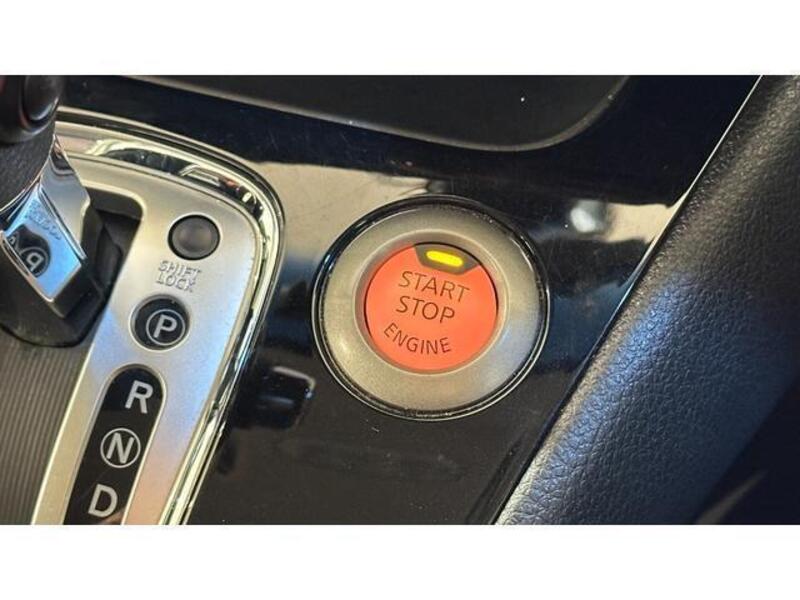 SHIFT
LOCK
P
R
N
D
START
STOP
ENGINE